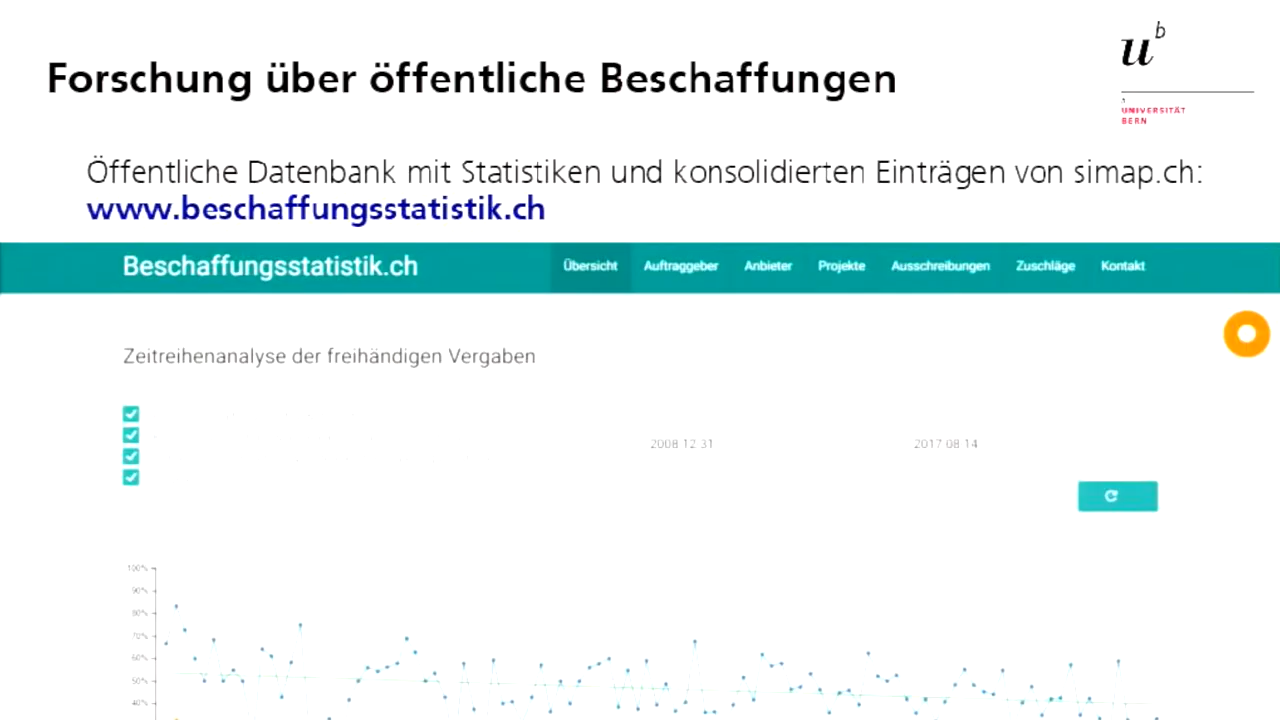 Forschung über öffentliche Beschaffungen
u b
UNIVERSITÄT
BERN
Öffentliche Datenbank mit Statistiken und konsolidierten Einträgen von simap.ch:
www.beschaffungsstatistik.ch
Beschaffungsstatistik.ch Übersicht Auftraggeber Anbieter Projekte Ausschreibungen Zuschläge Kontakt
Zeitreihenanalyse der freihändigen Vergaben
2008 12 31 2017 08 14
100%
90%
80%
70%
60%
50%
40%